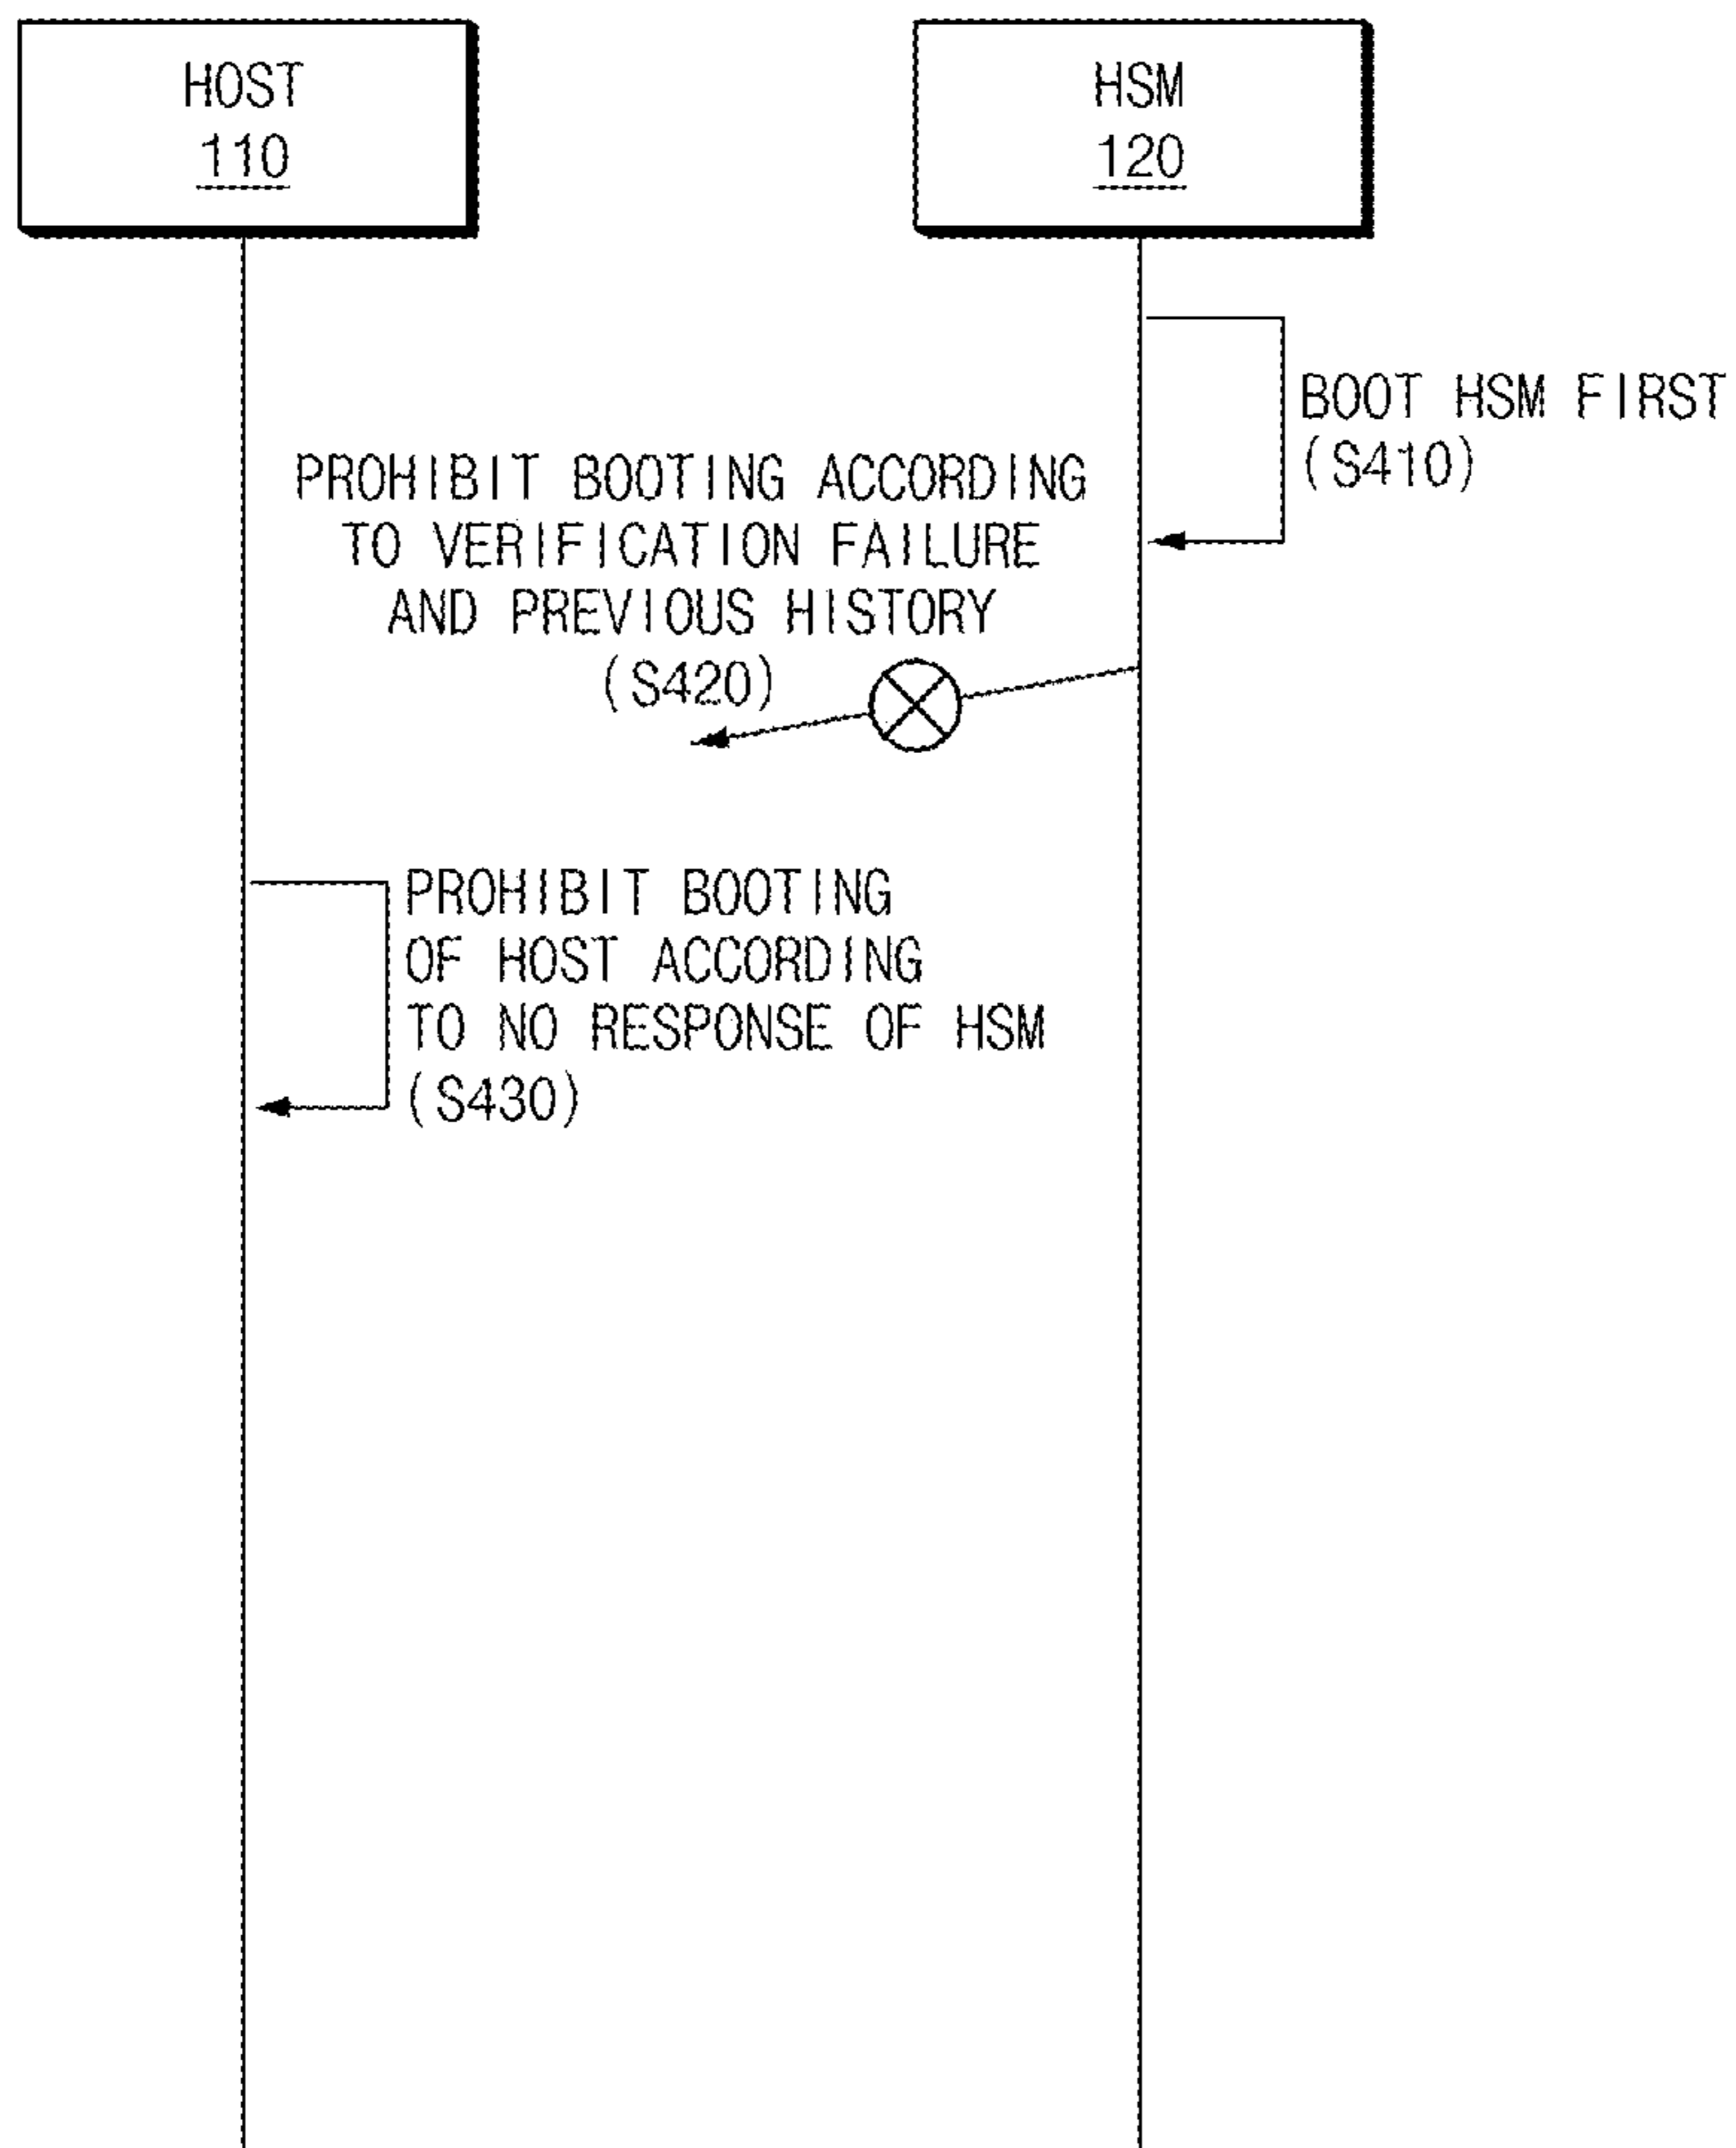 HOST
110
HSM
120
BOOT HSM FIRST
(S410)
PROHIBIT BOOTING ACCORDING
TO VERIFICATION FAILURE
AND PREVIOUS HISTORY
(S420)
PROHIBIT BOOTING
OF HOST ACCORDING
TO NO RESPONSE OF HSM
(S430)